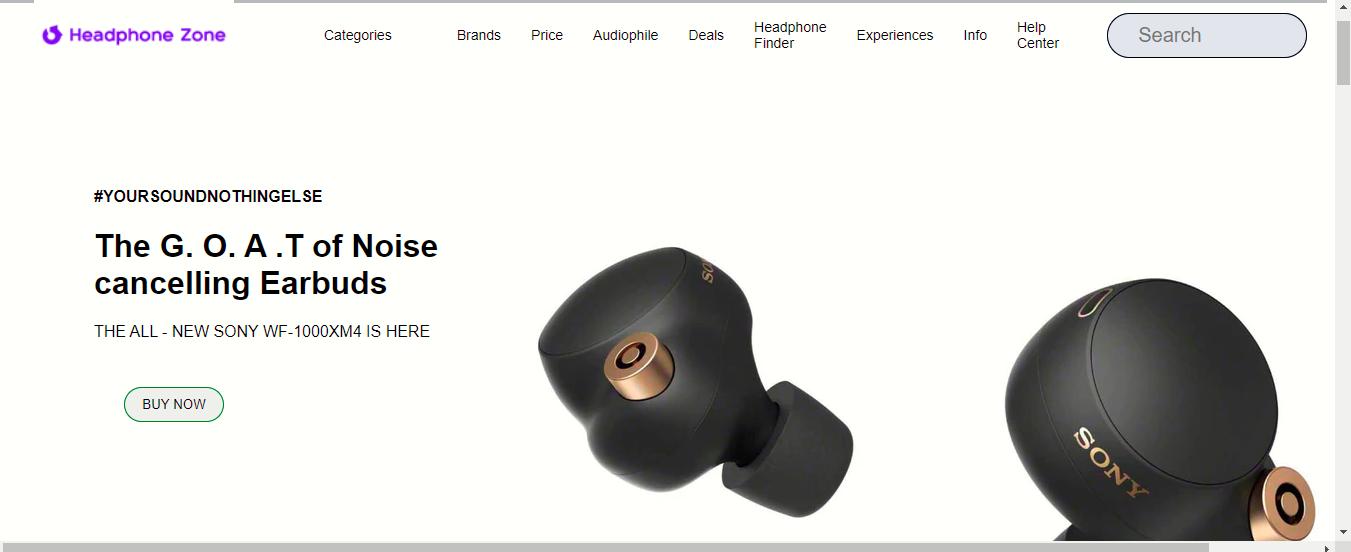 Headphone Zone
Categories
Brands
Price
Audiophile
Deals
Headphone
Finder
Experiences
Info
Help
Center
Search
#YOURSOUNDNOTHINGELSE
The G. O. A .T of Noise
cancelling Earbuds
THE ALL - NEW SONY WF-1000XM4 IS HERE
BUY NOW
SONY
SONY